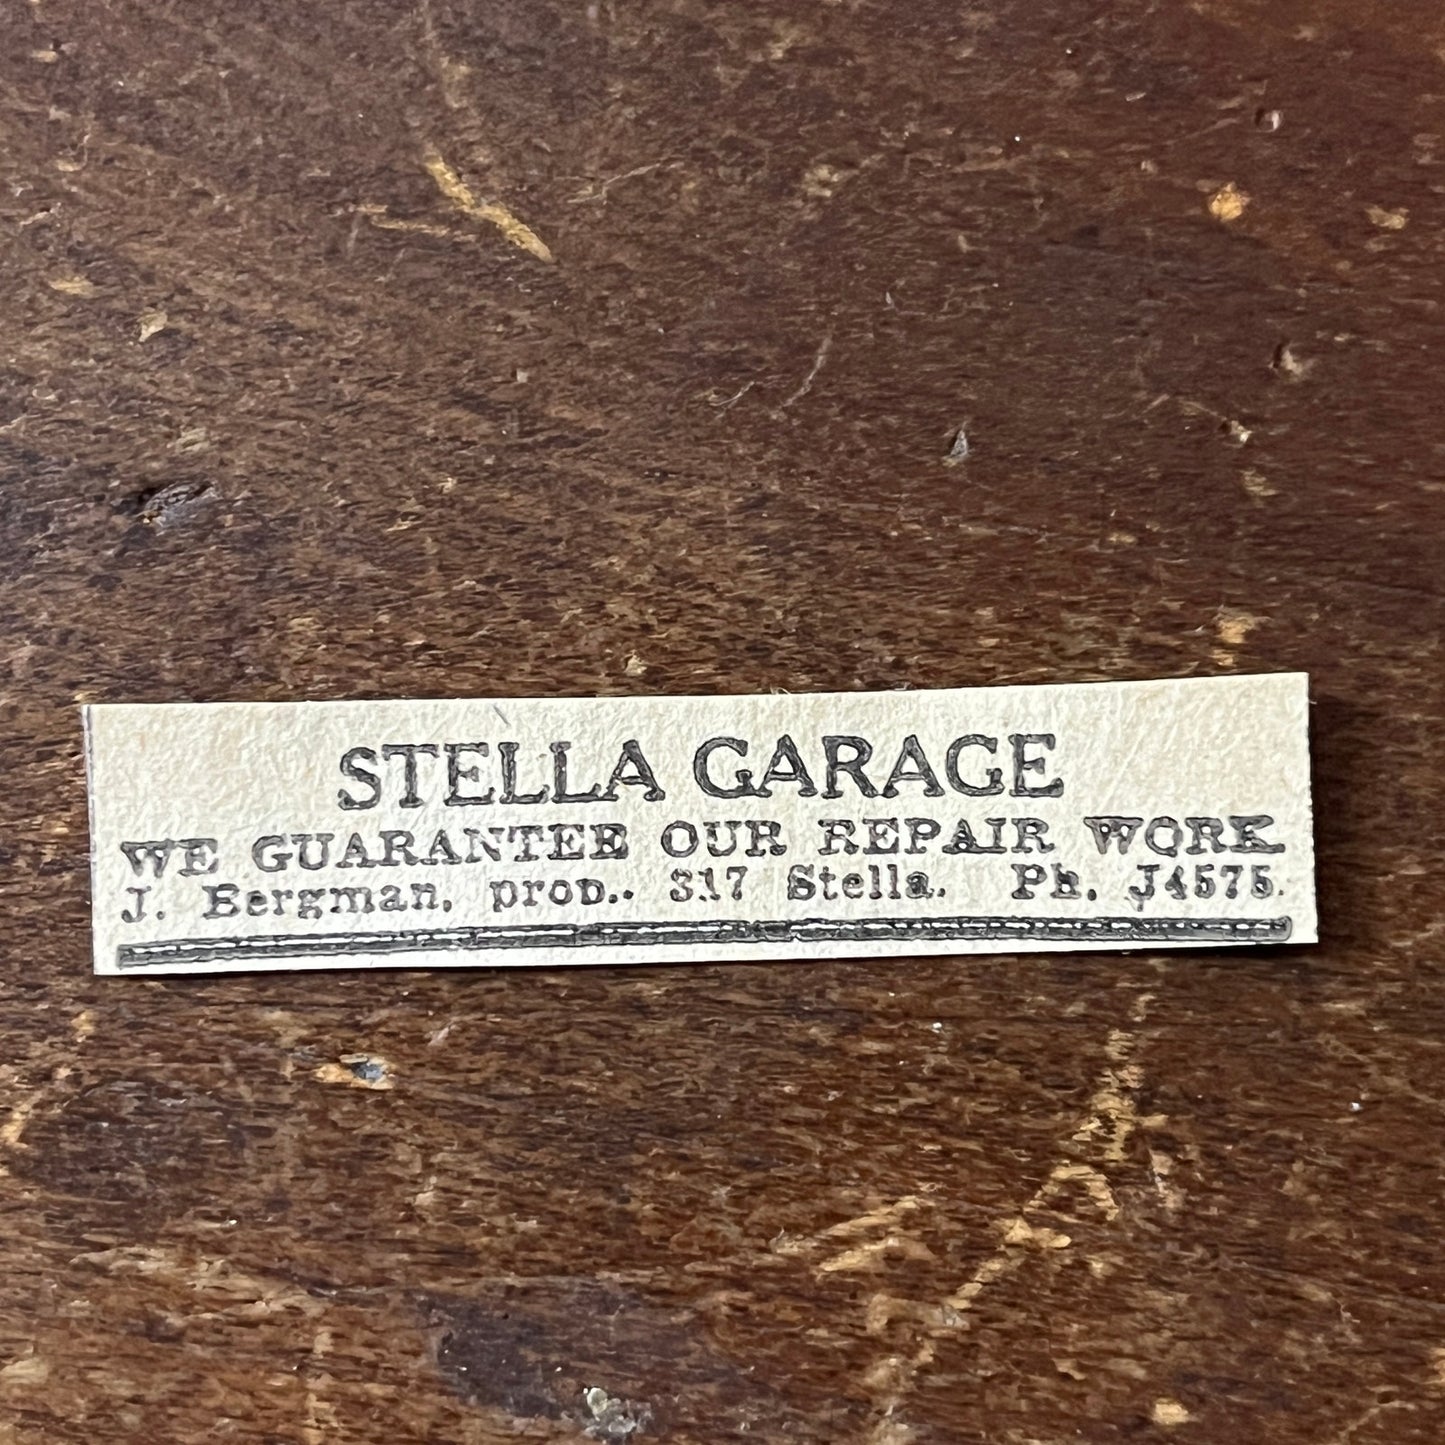 STELLA GARAGE
WE GUARANTEE OUR REPAIR WORK.
J. Bergman, prop.. 317 Stella. Ph. J4575.